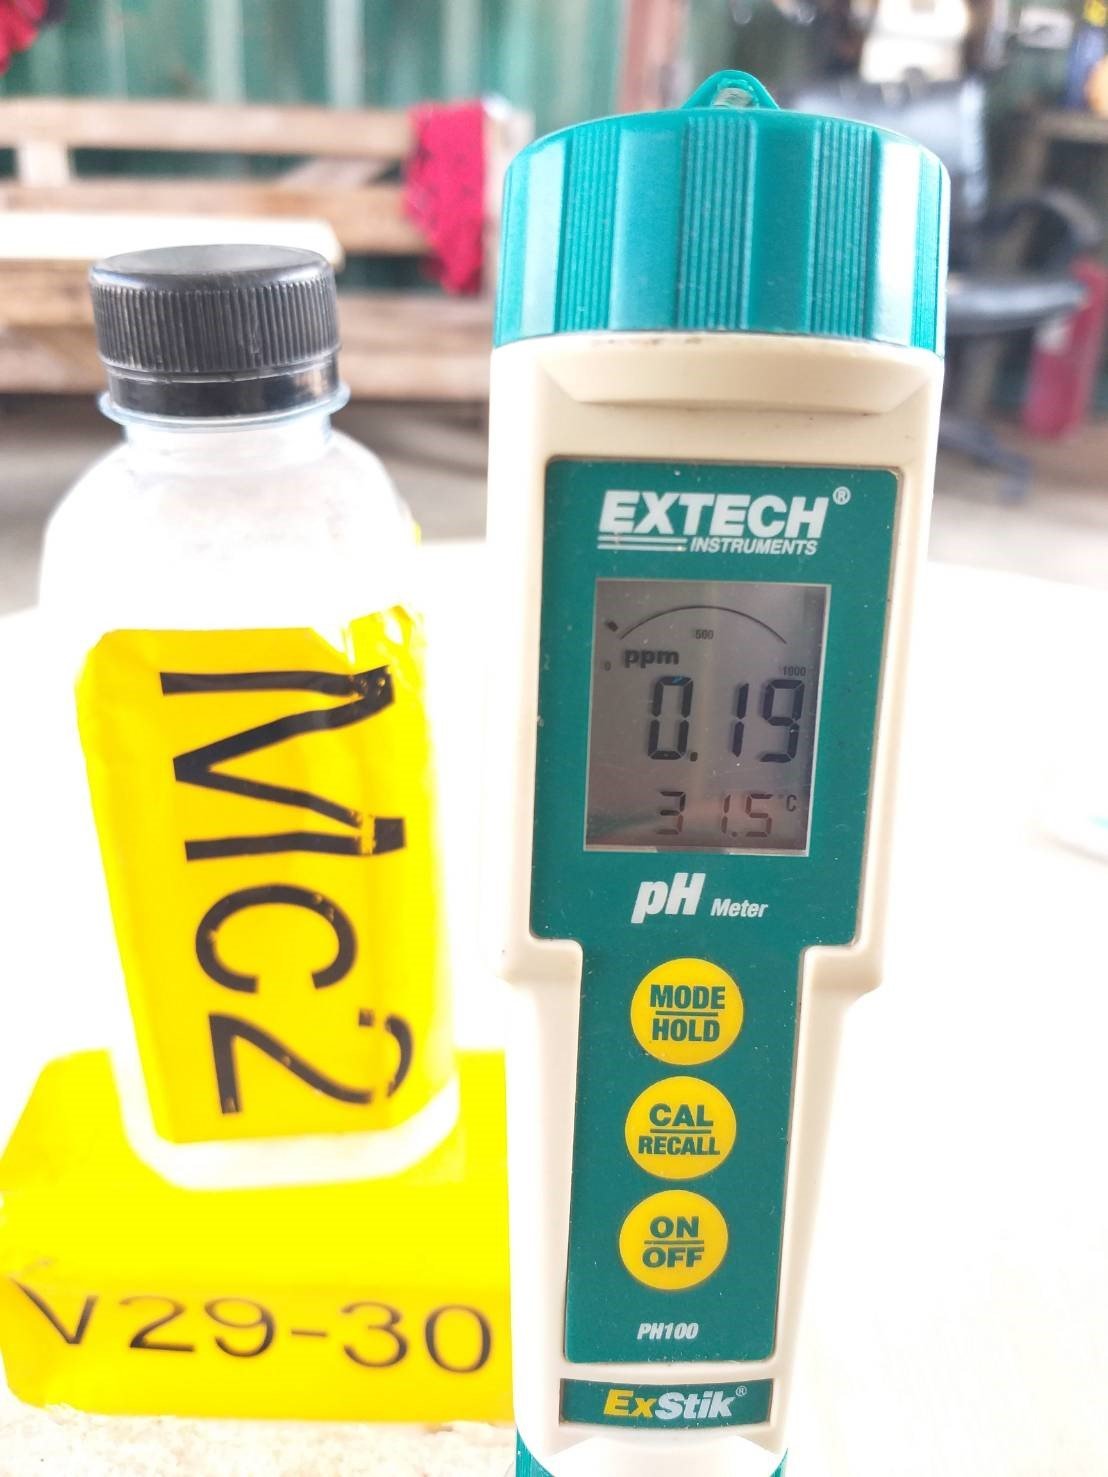 Mic2
V29-30
EXTECH®
INSTRUMENTS
500
ppm
0
1000
0.19
31.5°C
pH Meter
MODE
HOLD
CAL
RECALL
ON
OFF
PH100
ExStik®